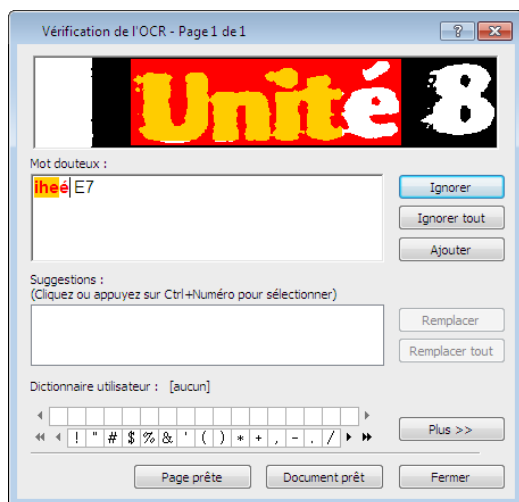 Vérification de l'OCR - Page 1 de 1
Unité 8
Mot douteux :
iheé E7
Ignorer
Ignorer tout
Ajouter
Suggestions :
(Cliquez ou appuyez sur Ctrl+Numéro pour sélectionner)
Remplacer
Remplacer tout
Dictionnaire utilisateur : [aucun]
! " # $ % & ' ( ) * + , - . /
Plus >>
Page prête
Document prêt
Fermer